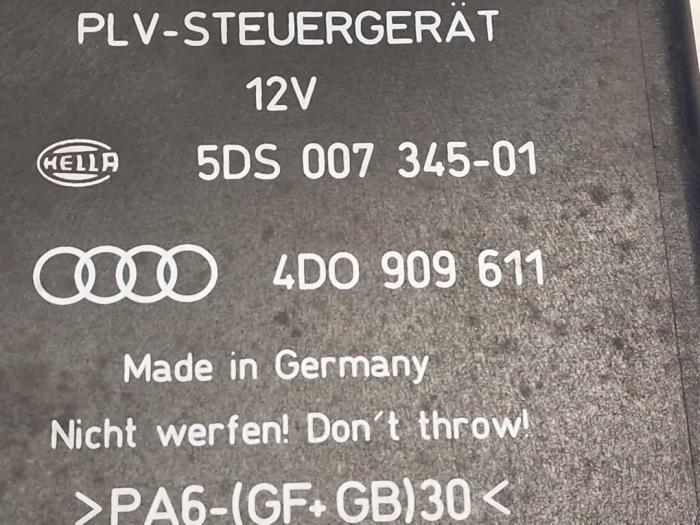 PLV-STEUERGERÄT
12V
HELLA 5DS 007 345-01
4D0 909 611
Made in Germany
Nicht werfen! Don´t throw!
>PA6-(GF+GB)30<